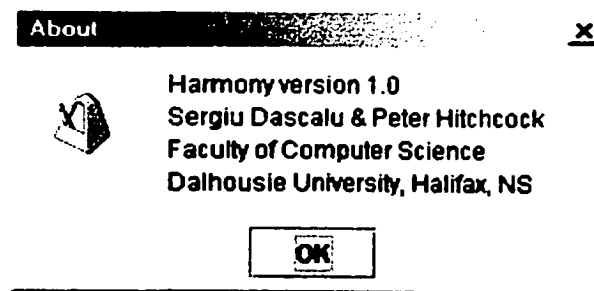 About
Harmony version 1.0
Sergiu Dascalu & Peter Hitchcock
Faculty of Computer Science
Dalhousie University, Halifax, NS
OK